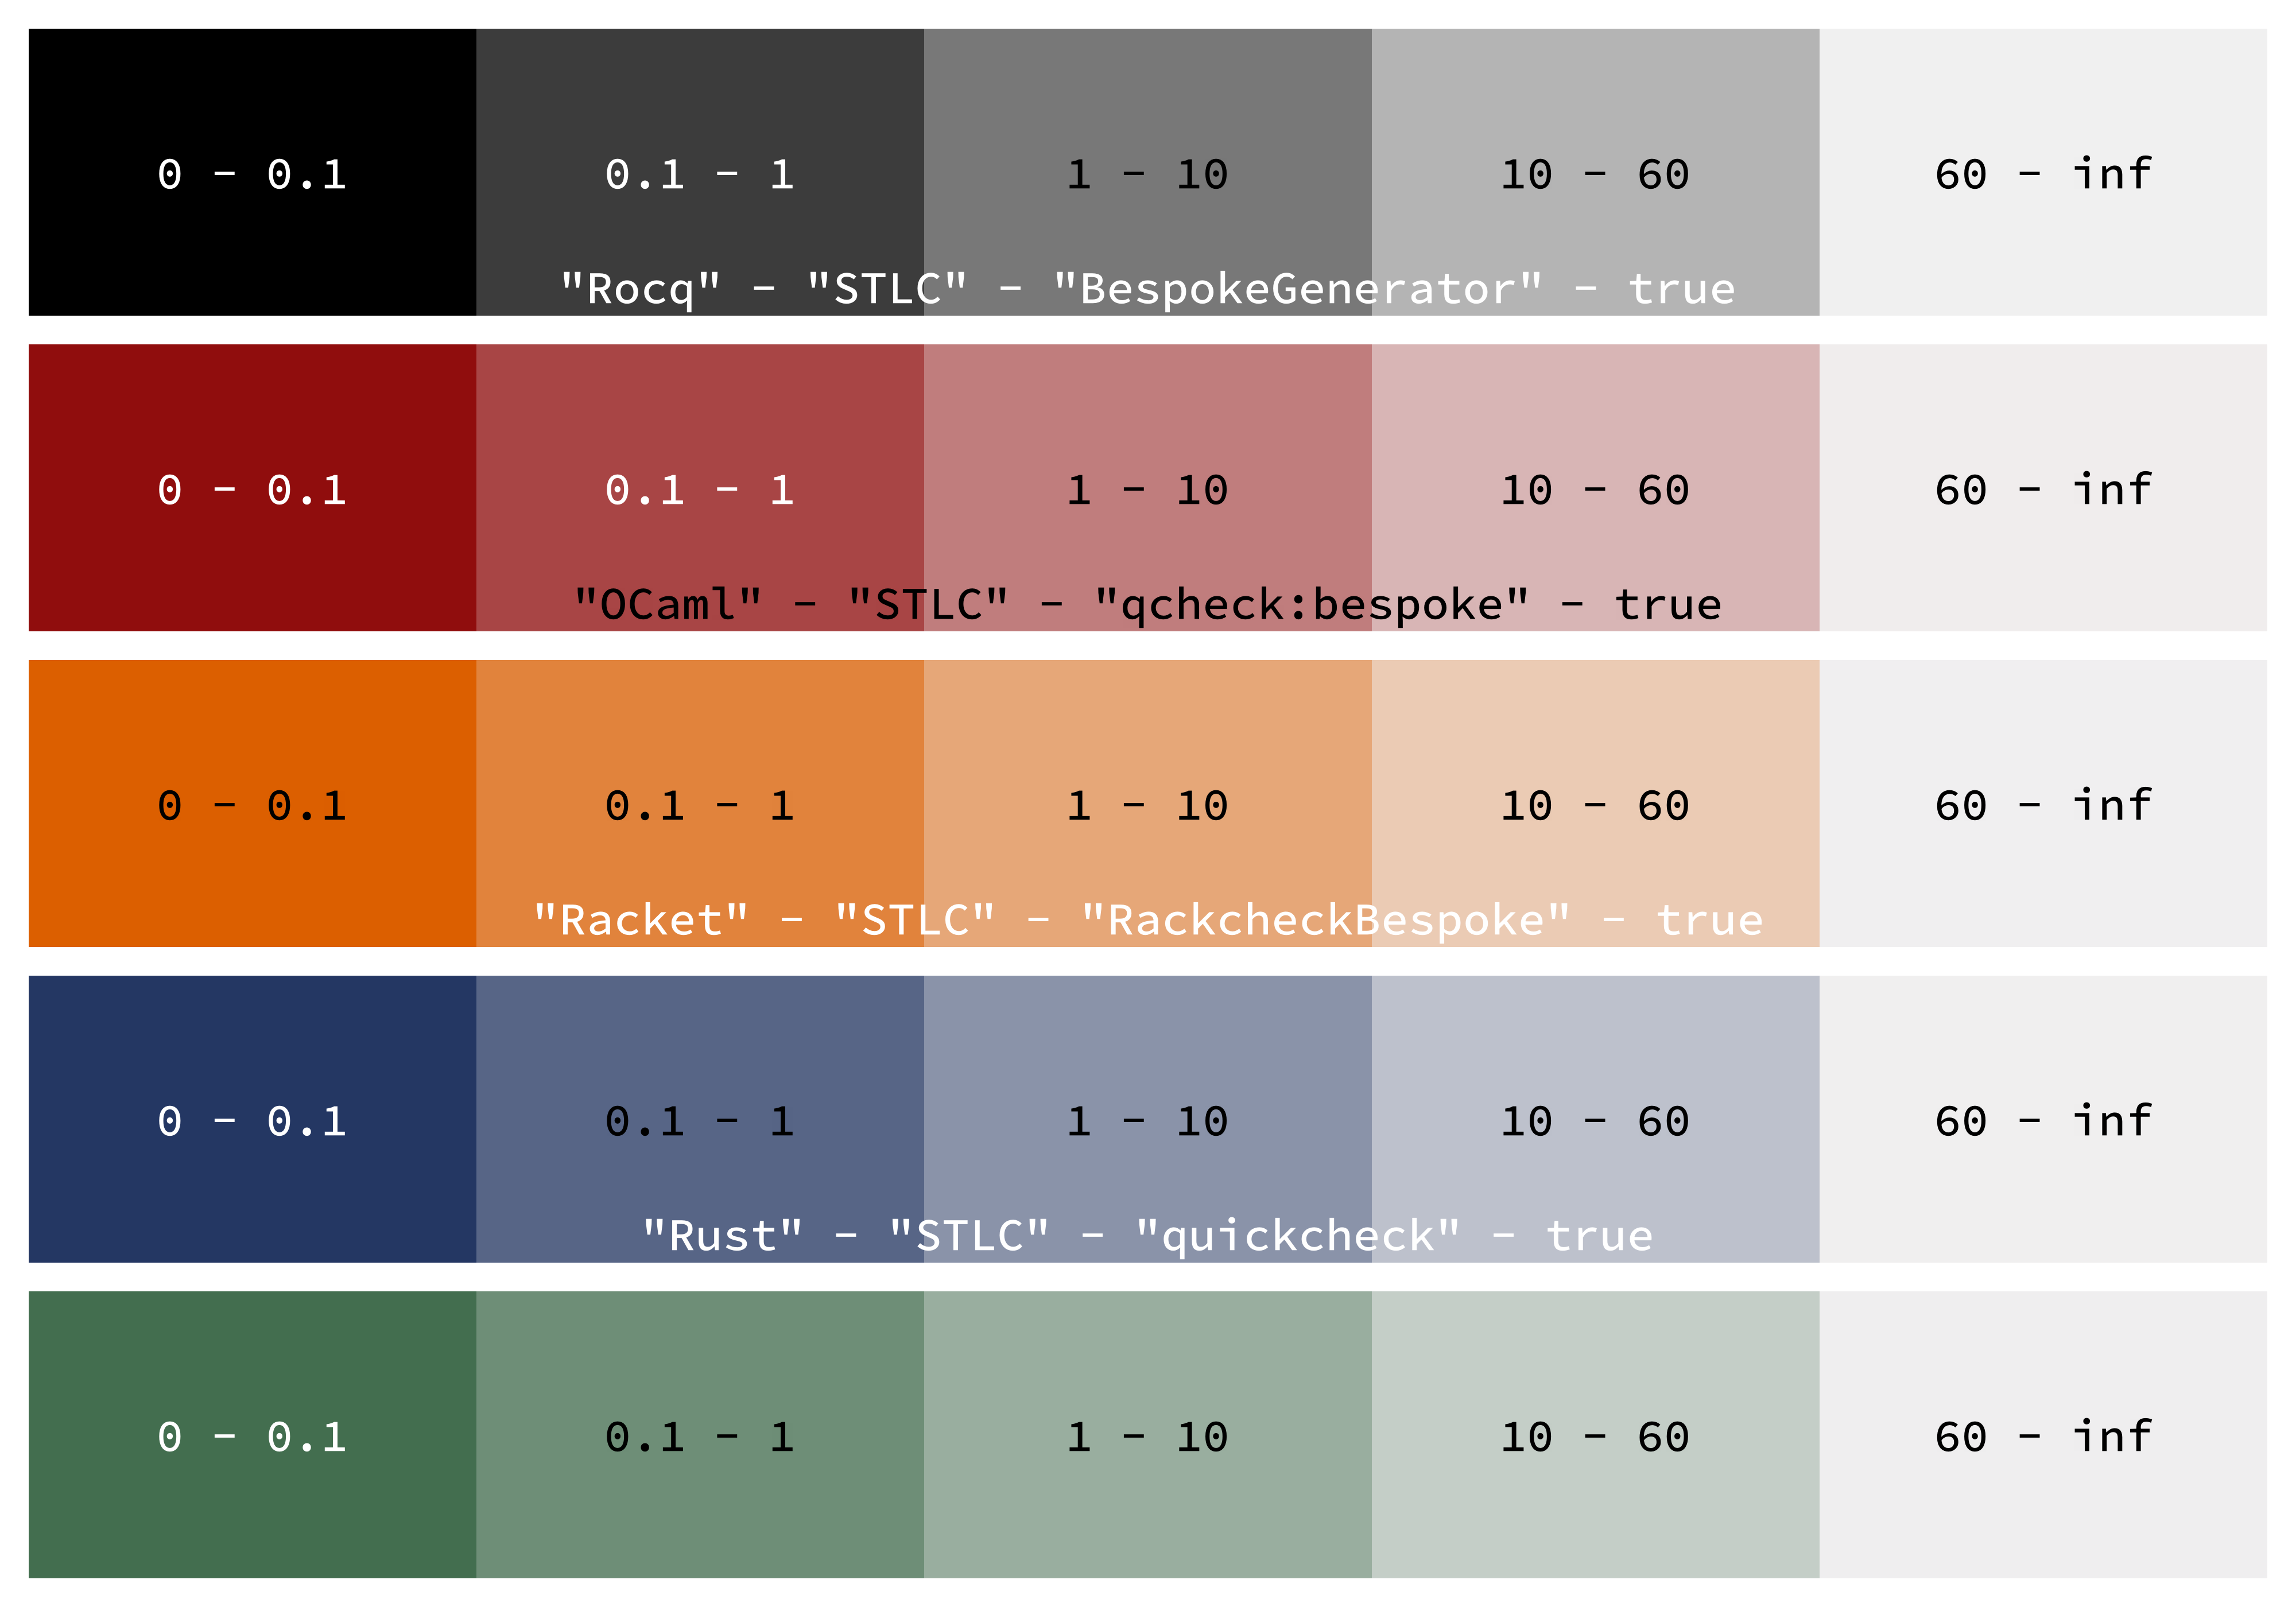 0 - 0.1 0.1 - 1 1 - 10 10 - 60 60 - inf
"Rocq" - "STLC" - "BespokeGenerator" - true
0 - 0.1 0.1 - 1 1 - 10 10 - 60 60 - inf
"OCaml" - "STLC" - "qcheck:bespoke" - true
0 - 0.1 0.1 - 1 1 - 10 10 - 60 60 - inf
"Racket" - "STLC" - "RackcheckBespoke" - true
0 - 0.1 0.1 - 1 1 - 10 10 - 60 60 - inf
"Rust" - "STLC" - "quickcheck" - true
0 - 0.1 0.1 - 1 1 - 10 10 - 60 60 - inf